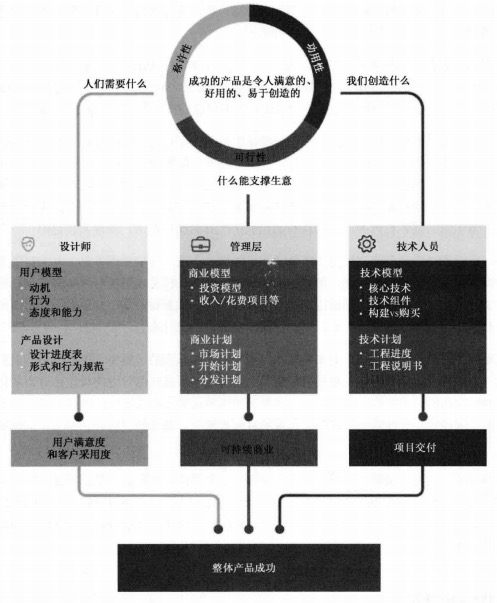 称许性
功用性
成功的产品是令人满意的、
好用的、易于创造的
可行性
人们需要什么
我们创造什么
什么能支撑生意
设计师
用户模型
· 动机
· 行为
· 态度和能力
产品设计
· 设计进度表
· 形式和行为规范
管理层
商业模型
· 投资模型
· 收入/花费项目等
商业计划
· 市场计划
· 开始计划
· 分发计划
技术人员
技术模型
· 核心技术
· 技术组件
· 构建vs购买
技术计划
· 工程进度
· 工程说明书
用户满意度
和客户采用度
可持续商业
项目交付
整体产品成功